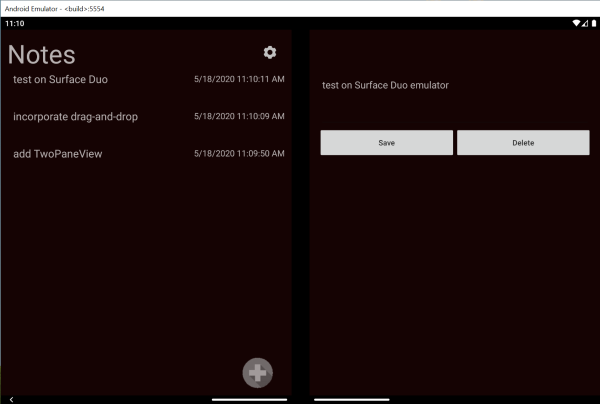 Android Emulator - <build>:5554
11:10
Notes
test on Surface Duo 5/18/2020 11:10:11 AM
incorporate drag-and-drop 5/18/2020 11:10:09 AM
add TwoPaneView 5/18/2020 11:09:50 AM
test on Surface Duo emulator
Save Delete